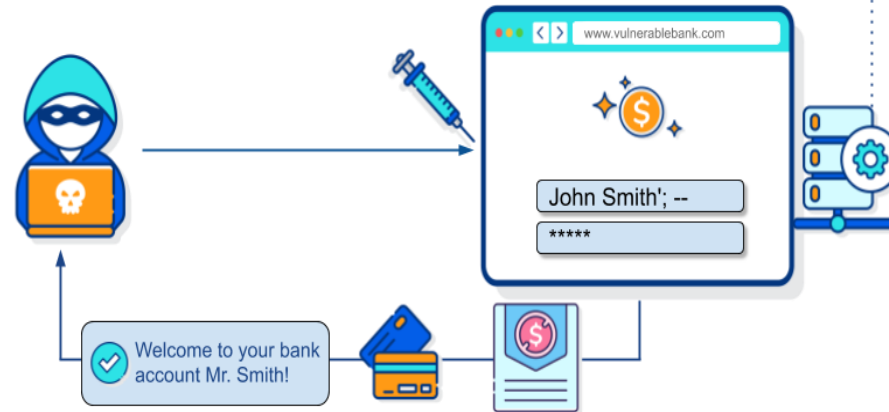 www.vulnerablebank.com
$
John Smith'; --
*****
$
Welcome to your bank
account Mr. Smith!